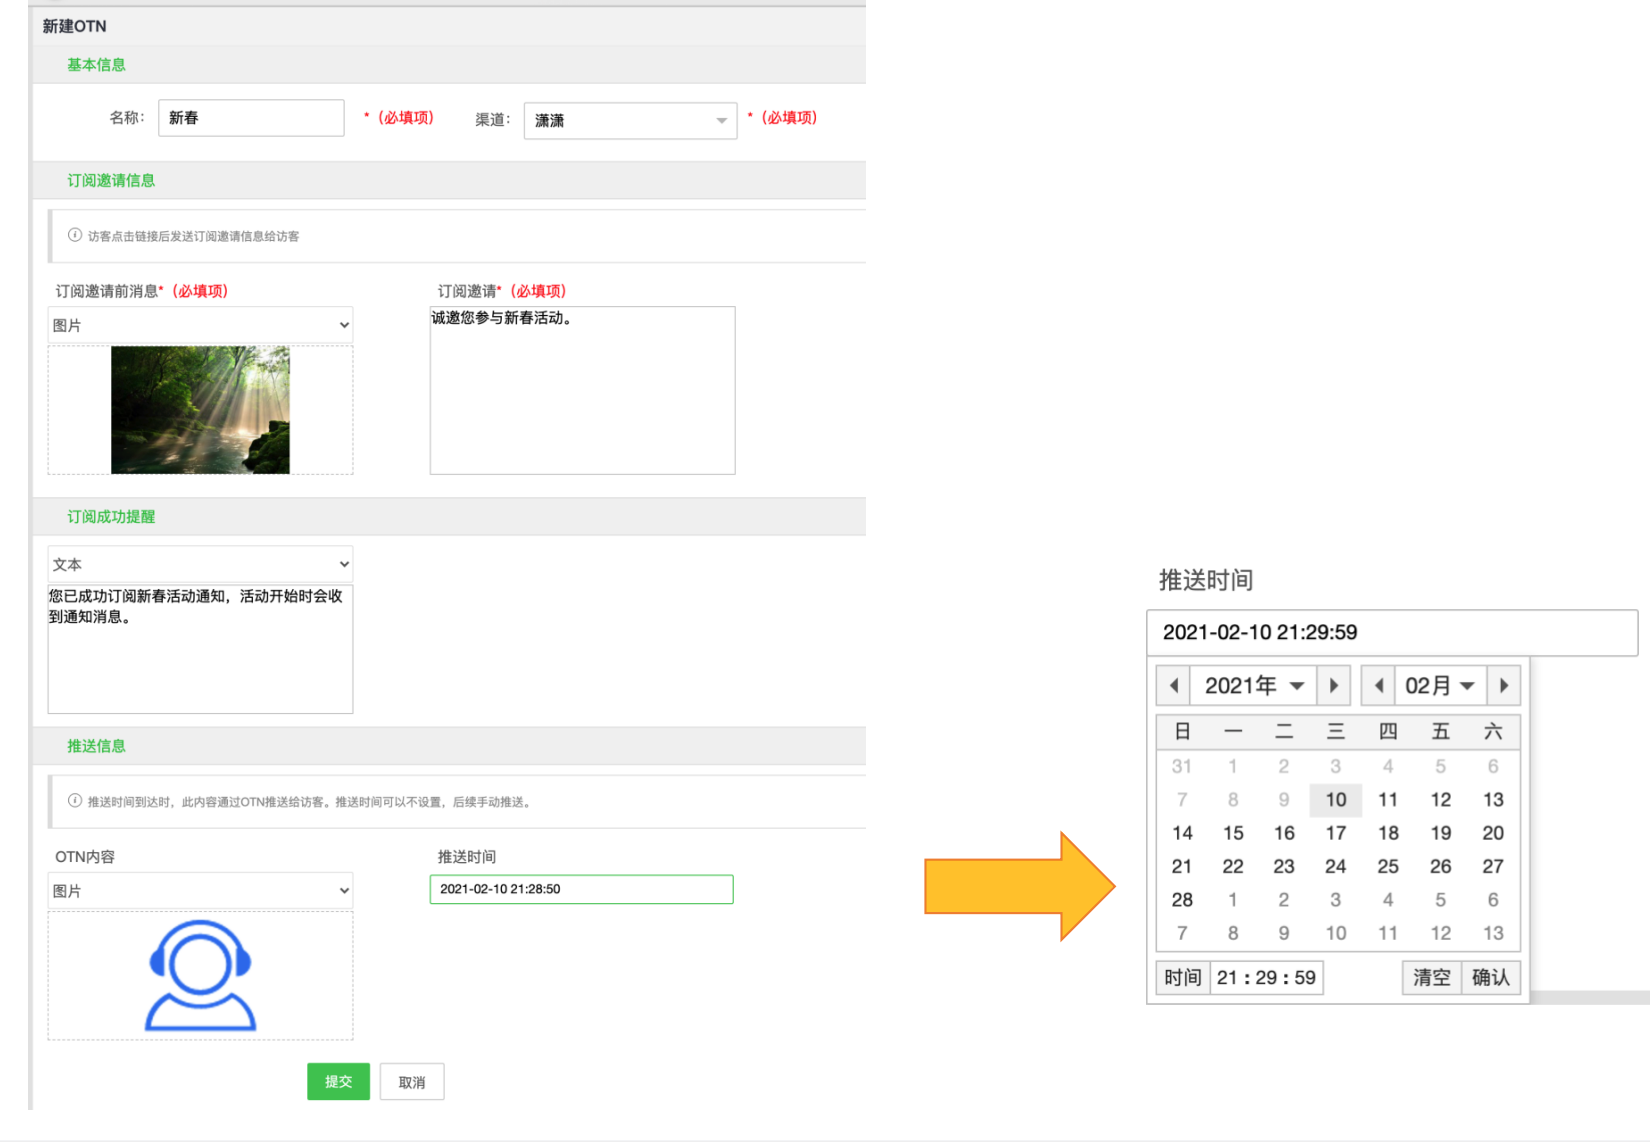 新建OTN
基本信息
名称： 新春 *（必填项） 渠道： 潇潇 *（必填项）
订阅邀请信息
访客点击链接后发送订阅邀请信息给访客
订阅邀请前消息*（必填项） 订阅邀请*（必填项）
图片
诚邀您参与新春活动。
订阅成功提醒
文本
您已成功订阅新春活动通知，活动开始时会收
到通知消息。
推送信息
推送时间到达时，此内容通过OTN推送给访客。推送时间可以不设置，后续手动推送。
OTN内容 推送时间
图片 2021-02-10 21:28:50
提交 取消
推送时间
2021-02-10 21:29:59
2021年 02月
日 一 二 三 四 五 六
31 1 2 3 4 5 6
7 8 9 10 11 12 13
14 15 16 17 18 19 20
21 22 23 24 25 26 27
28 1 2 3 4 5 6
7 8 9 10 11 12 13
时间 21 : 29 : 59 清空 确认